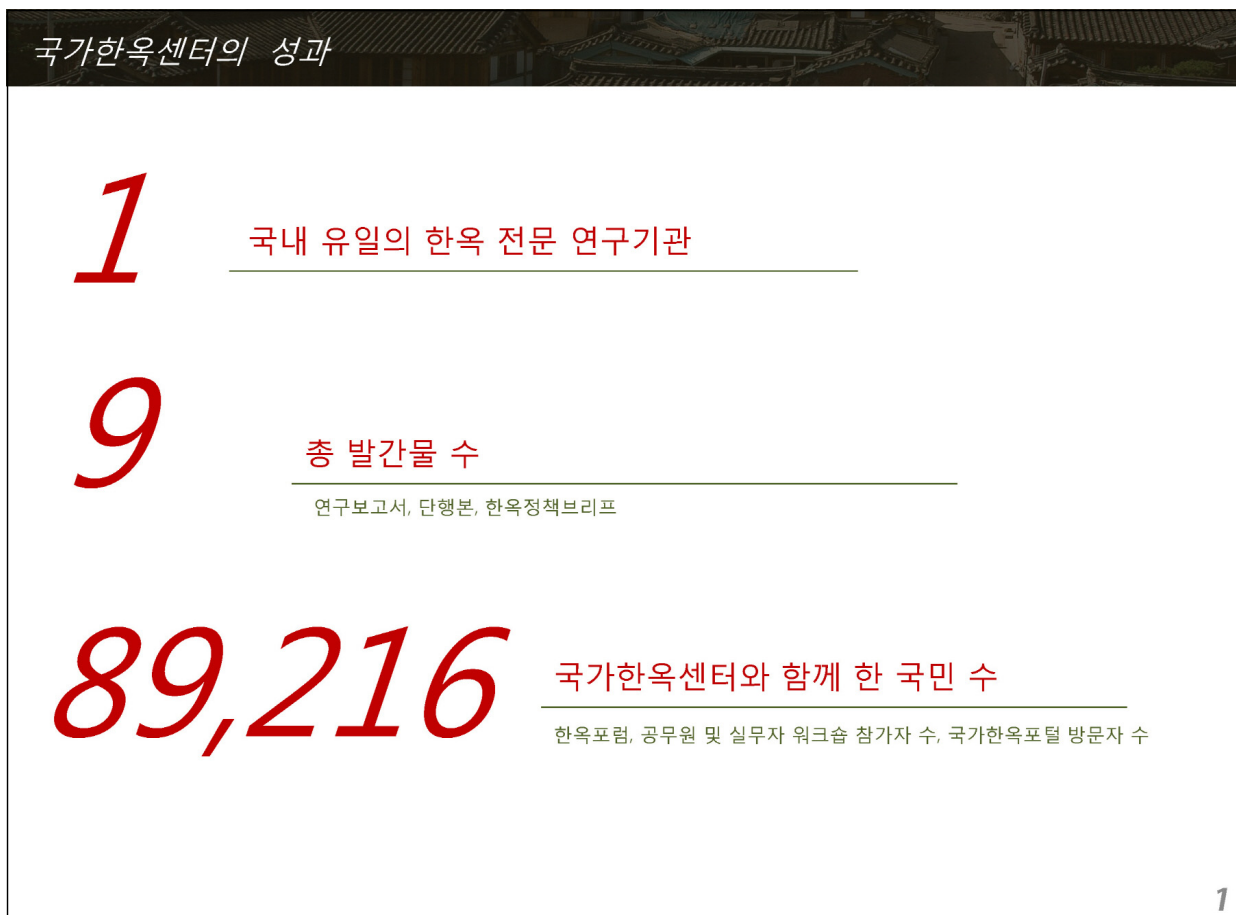 국가한옥센터의 성과
1
국내 유일의 한옥 전문 연구기관
9
총 발간물 수
연구보고서, 단행본, 한옥정책브리프
89,216
국가한옥센터와 함께 한 국민 수
한옥포럼, 공무원 및 실무자 워크숍 참가자 수, 국가한옥포털 방문자 수
1